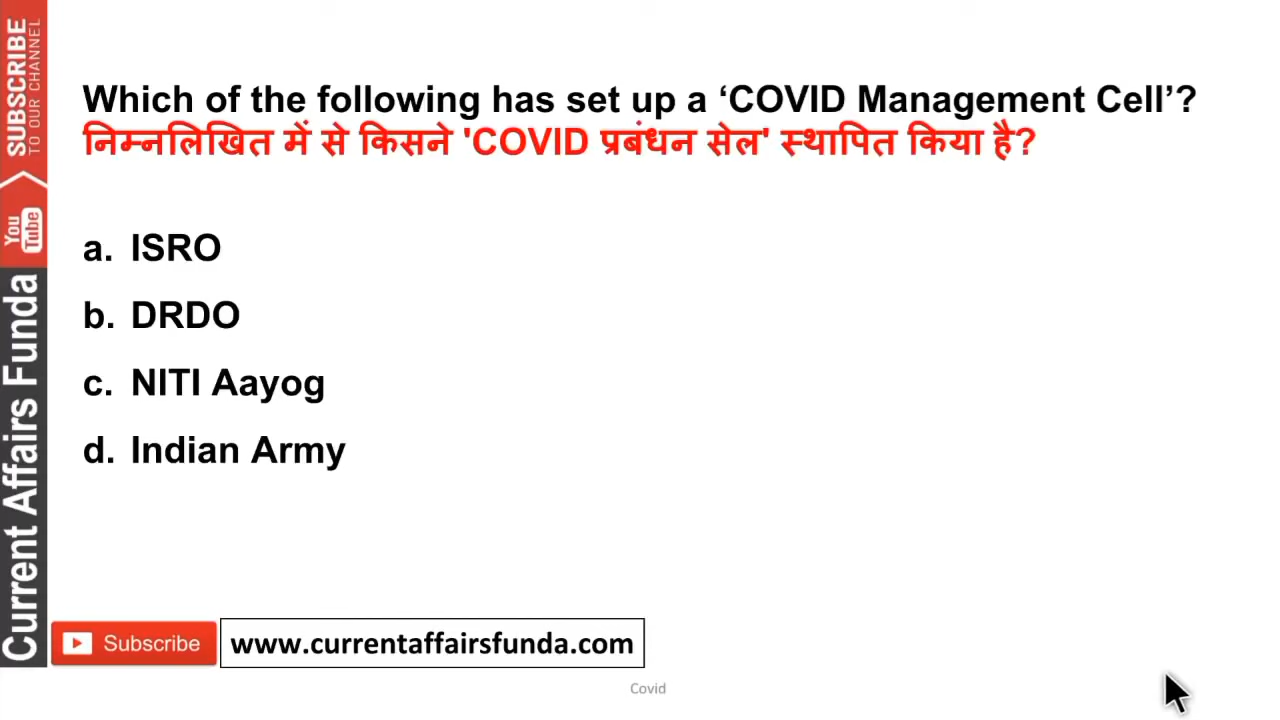 Which of the following has set up a ‘COVID Management Cell’?
निम्नलिखित में से किसने 'COVID प्रबंधन सेल' स्थापित किया है?
a. ISRO
b. DRDO
c. NITI Aayog
d. Indian Army
SUBSCRIBE
TO OUR CHANNEL
You
Tube
Current Affairs Funda
Subscribe
www.currentaffairsfunda.com
Covid